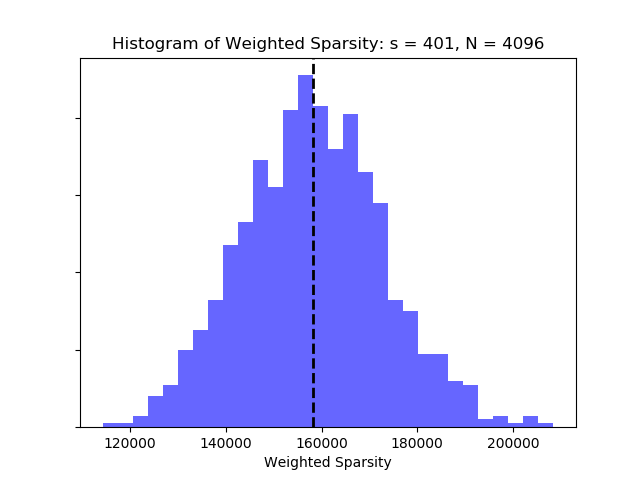 Histogram of Weighted Sparsity: s = 401, N = 4096
120000 140000 160000 180000 200000
Weighted Sparsity